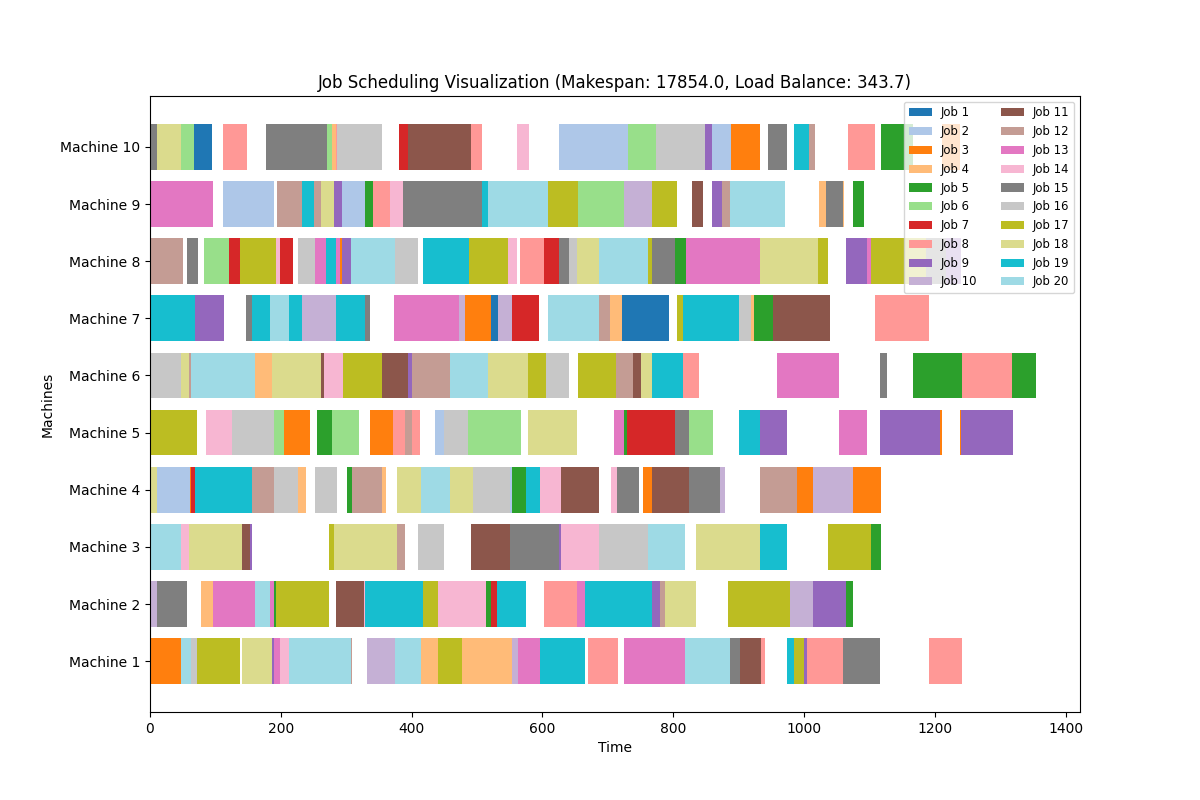 Job Scheduling Visualization (Makespan: 17854.0, Load Balance: 343.7)
Machines
Machine 10
Machine 9
Machine 8
Machine 7
Machine 6
Machine 5
Machine 4
Machine 3
Machine 2
Machine 1
Job 1
Job 2
Job 3
Job 4
Job 5
Job 6
Job 7
Job 8
Job 9
Job 10
Job 11
Job 12
Job 13
Job 14
Job 15
Job 16
Job 17
Job 18
Job 19
Job 20
0 200 400 600 800 1000 1200 1400
Time